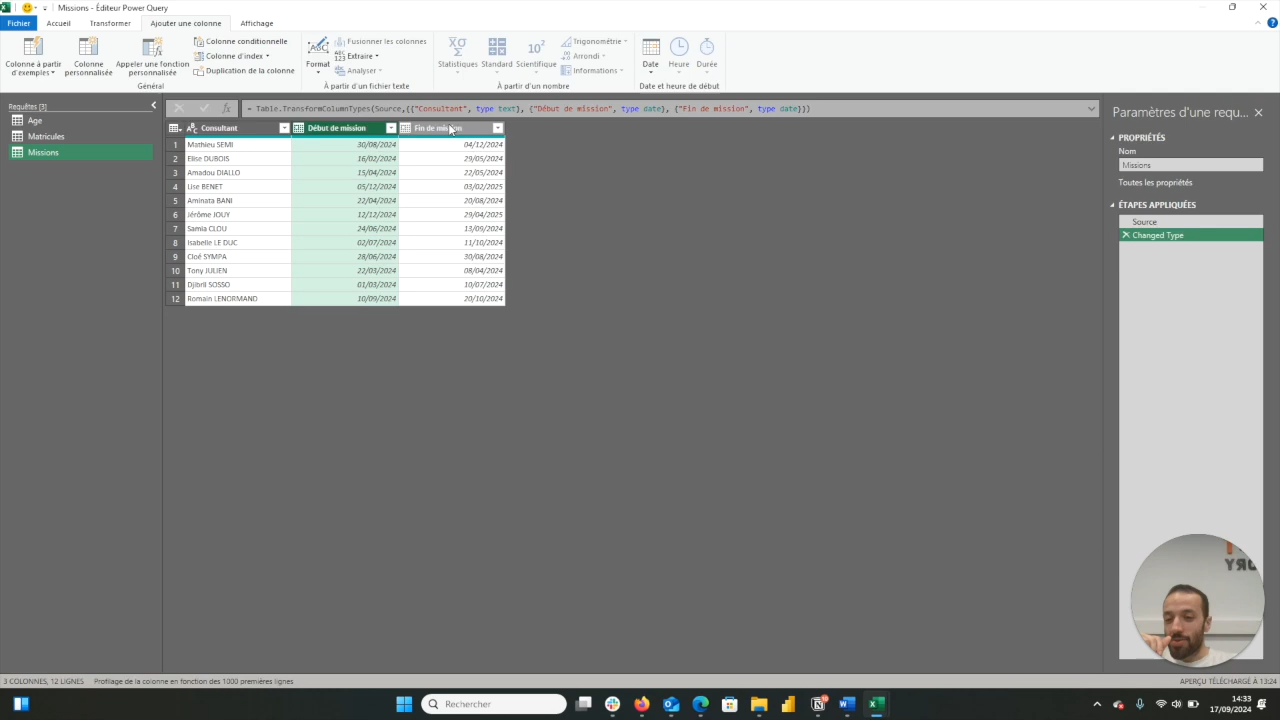 Missions - Éditeur Power Query
Fichier Accueil Transformer Ajouter une colonne Affichage
Colonne à partir d'exemples
Colonne personnalisée
Appeler une fonction personnalisée
Colonne conditionnelle
Colonne d'index
Duplication de la colonne
Général
Format
Fusionner les colonnes
Extraire
Analyser
À partir d'un fichier texte
Statistiques
Standard
Scientifique
Trigonométrie
Arrondi
Informations
À partir d'un nombre
Date
Heure
Durée
Date et heure de début
Requêtes [3]
Age
Matricules
Missions
= Table.TransformColumnTypes(Source,{{"Consultant", type text}, {"Début de mission", type date}, {"Fin de mission", type date}})
Consultant Début de mission Fin de mission
1 Mathieu SEMI 30/08/2024 04/12/2024
2 Elise DUBOIS 16/02/2024 29/05/2024
3 Amadou DIALLO 15/04/2024 22/05/2024
4 Lise BENET 05/12/2024 03/02/2025
5 Aminata BANI 22/04/2024 20/08/2024
6 Jérôme JOUY 12/12/2024 29/04/2025
7 Samia CLOU 24/06/2024 13/09/2024
8 Isabelle LE DUC 02/07/2024 11/10/2024
9 Cloé SYMPA 28/06/2024 30/08/2024
10 Tony JULIEN 22/03/2024 08/04/2024
11 Djibril SOSSO 01/03/2024 10/07/2024
12 Romain LENORMAND 10/09/2024 20/10/2024
Paramètres d'une requ...
PROPRIÉTÉS
Nom
Missions
Toutes les propriétés
ÉTAPES APPLIQUÉES
Source
Changed Type
3 COLONNES, 12 LIGNES Profilage de la colonne en fonction des 1000 premières lignes
APERÇU TÉLÉCHARGÉ À 13:24
Rechercher
14:33
17/09/2024